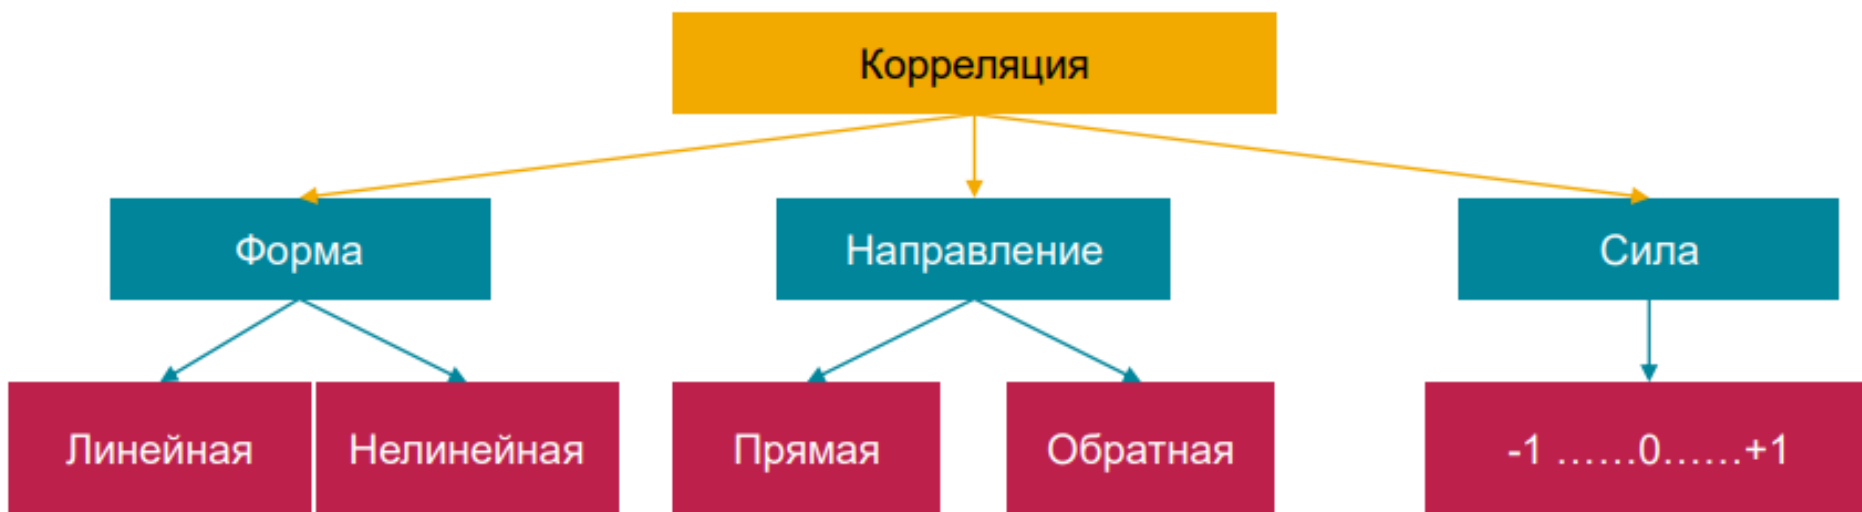 Корреляция
Форма
Направление
Сила
Линейная
Нелинейная
Прямая
Обратная
-1 ......0......+1